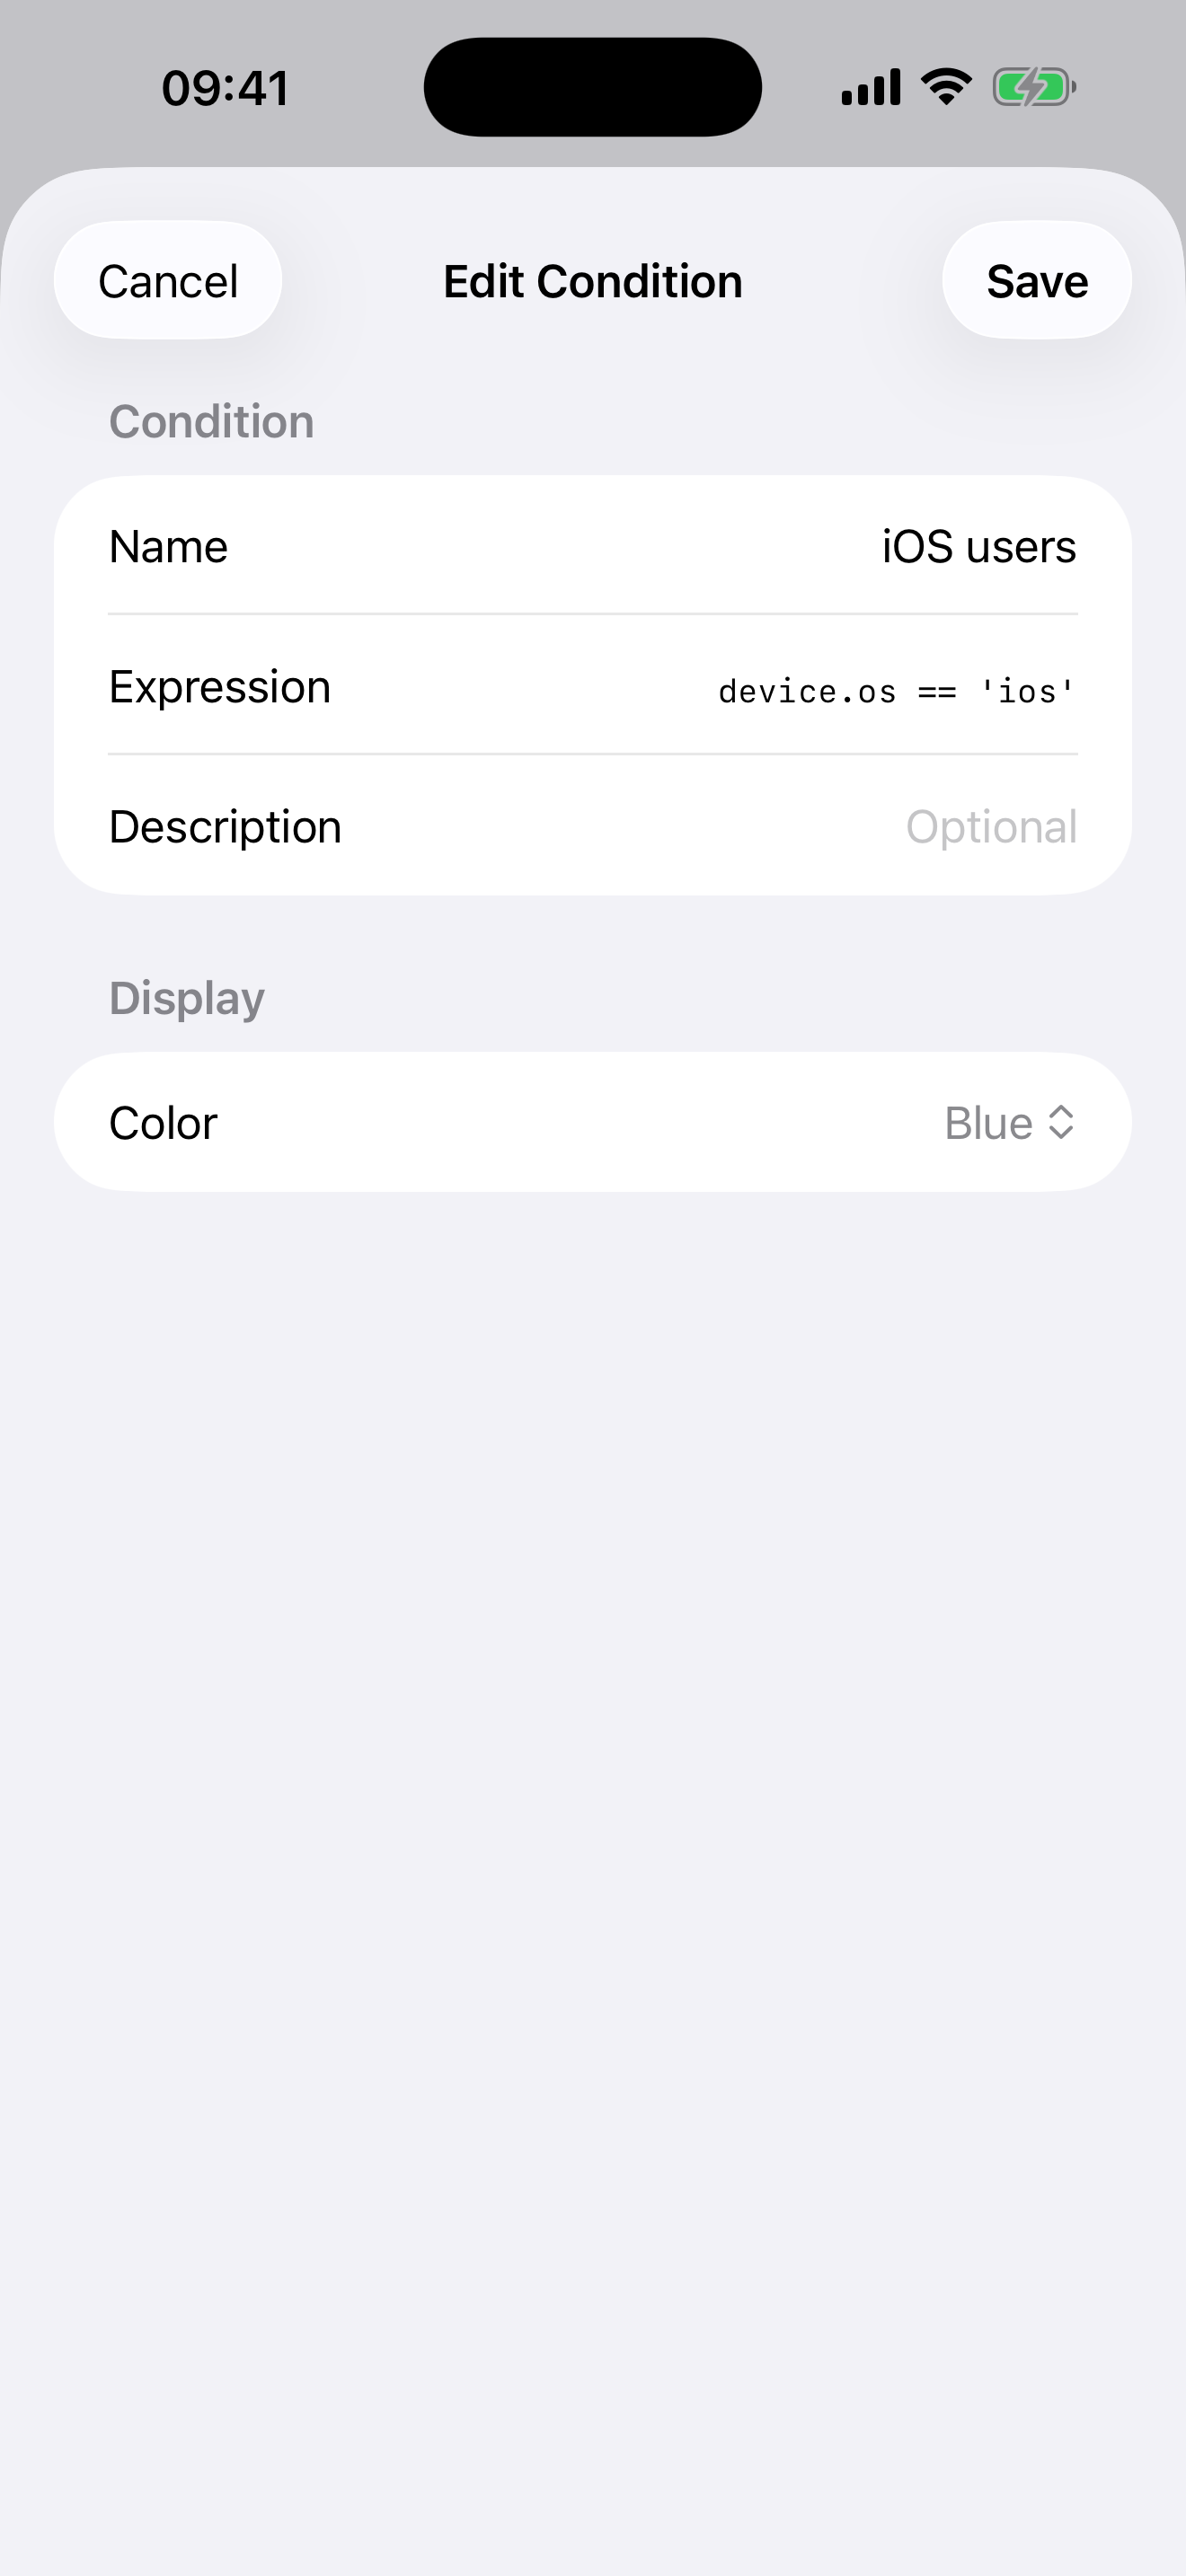 09:41
Cancel Edit Condition Save
Condition
Name iOS users
Expression device.os == 'ios'
Description Optional
Display
Color Blue